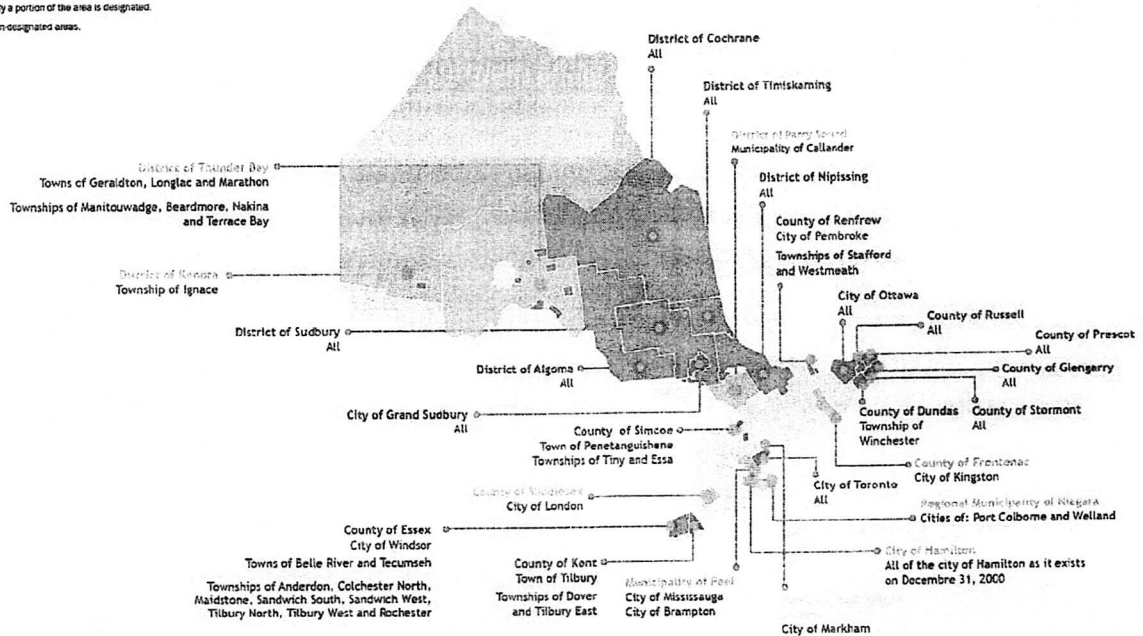 y a portion of the area is designated.
n-designated areas.
District of Cochrane
All
District of Timiskaming
All
District of Parry Sound
Municipality of Callander
District of Nipissing
All
County of Renfrew
City of Pembroke
Townships of Stafford
and Westmeath
City of Ottawa
All
County of Russell
All
County of Prescot
All
County of Glengarry
All
County of Dundas
Township of
Winchester
County of Stormont
All
County of Frontenac
City of Kingston
Regional Municipality of Niagara
Cities of: Port Colborne and Welland
City of Hamilton
All of the city of Hamilton as it exists
on Decembre 31, 2000
City of Toronto
All
City of Markham
Municipality of Peel
City of Mississauga
City of Brampton
County of Kent
Town of Tilbury
Townships of Dover
and Tilbury East
County of Essex
City of Windsor
Towns of Belle River and Tecumseh
Townships of Anderdon, Colchester North,
Maidstone, Sandwich South, Sandwich West,
Tilbury North, Tilbury West and Rochester
County of Middlesex
City of London
County of Simcoe
Town of Penetanguishene
Townships of Tiny and Essa
City of Grand Sudbury
All
District of Algoma
All
District of Sudbury
All
District of Kenora
Township of Ignace
District of Thunder Bay
Towns of Geraldton, Longlac and Marathon
Townships of Manitouwadge, Beardmore, Nakina
and Terrace Bay